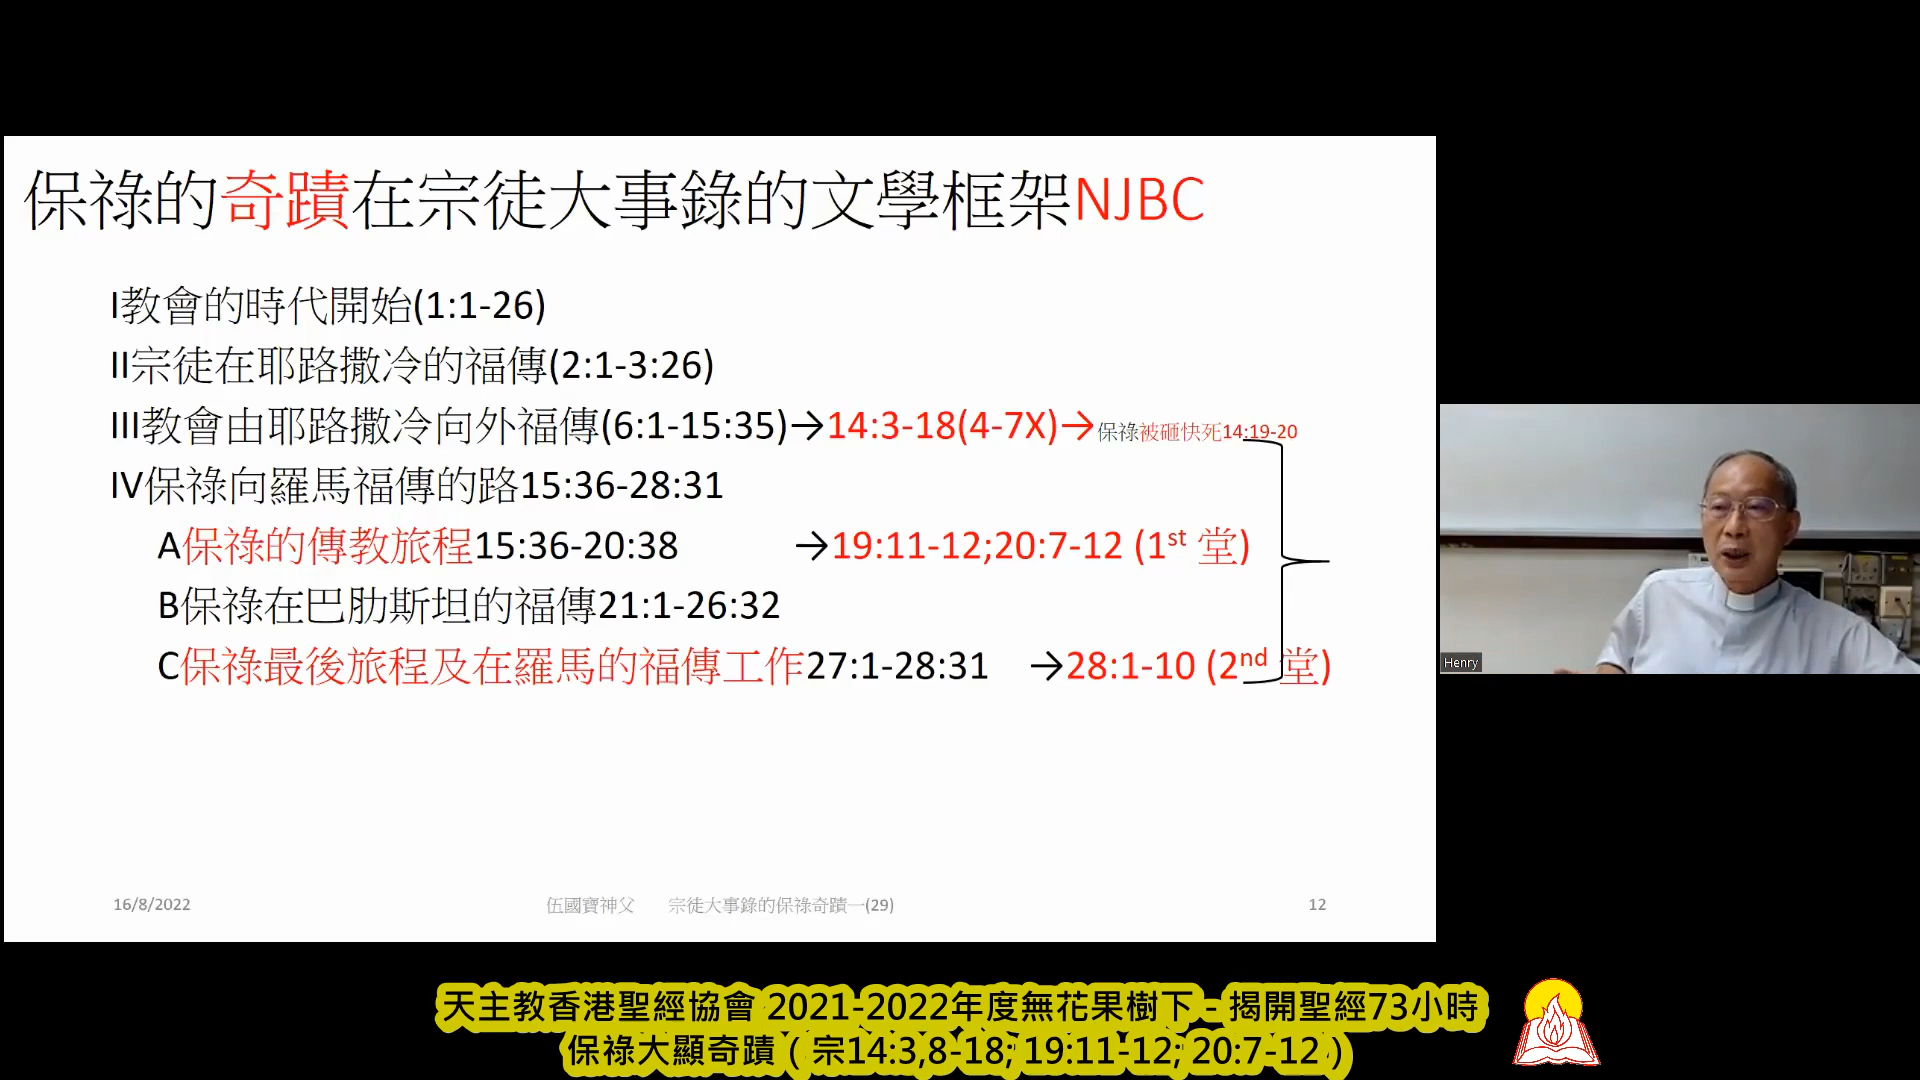 保祿的奇蹟在宗徒大事錄的文學框架NJBC
I教會的時代開始(1:1-26)
II宗徒在耶路撒冷的福傳(2:1-3:26)
III教會由耶路撒冷向外福傳(6:1-15:35)→14:3-18(4-7X)→保祿被砸快死14:19-20
IV保祿向羅馬福傳的路15:36-28:31
A保祿的傳教旅程15:36-20:38 →19:11-12;20:7-12 (1st 堂)
B保祿在巴肋斯坦的福傳21:1-26:32
C保祿最後旅程及在羅馬的福傳工作27:1-28:31 →28:1-10 (2nd 堂)
16/8/2022 伍國寶神父 宗徒大事錄的保祿奇蹟一(29) 12
Henry
天主教香港聖經協會 2021-2022年度無花果樹下 - 揭開聖經73小時
保祿大顯奇蹟 ( 宗14:3,8-18; 19:11-12; 20:7-12 )